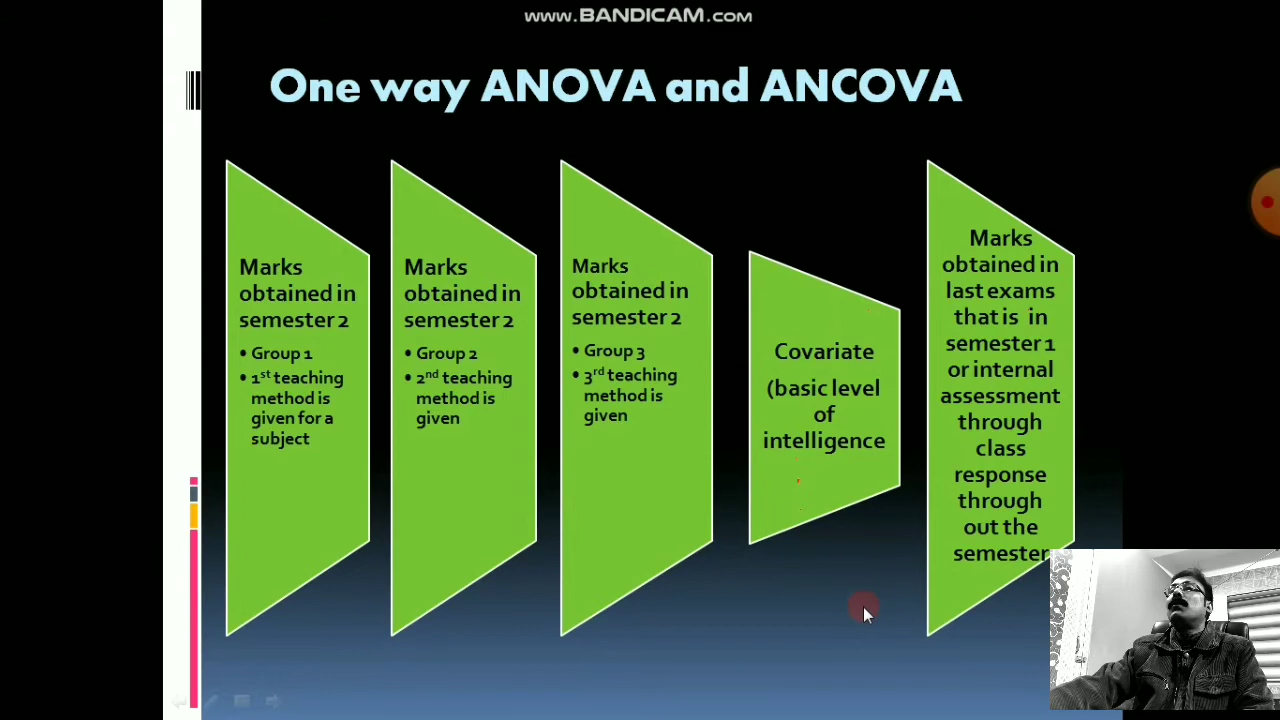 www.BANDICAM.com
One way ANOVA and ANCOVA
Marks
obtained in
semester 2
• Group 1
• 1st teaching
method is
given for a
subject
Marks
obtained in
semester 2
• Group 2
• 2nd teaching
method is
given
Marks
obtained in
semester 2
• Group 3
• 3rd teaching
method is
given
Covariate
(basic level
of
intelligence
Marks
obtained in
last exams
that is in
semester 1
or internal
assessment
through
class
response
through
out the
semester